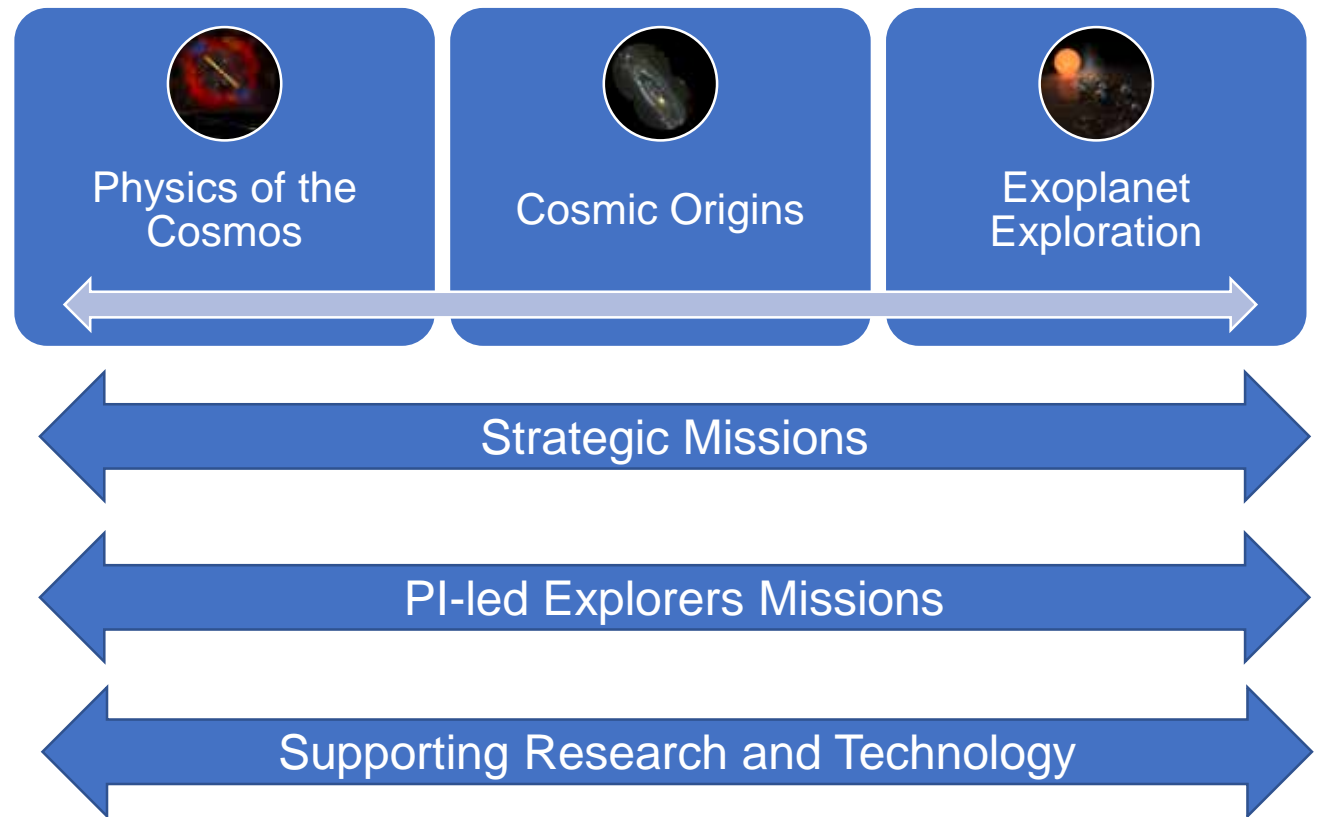 Physics of the
Cosmos
Cosmic Origins
Exoplanet
Exploration
Strategic Missions
PI-led Explorers Missions
Supporting Research and Technology